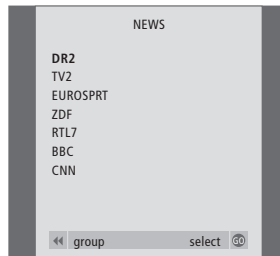 NEWS
DR2
TV2
EUROSPRT
ZDF
RTL7
BBC
CNN
group select GO